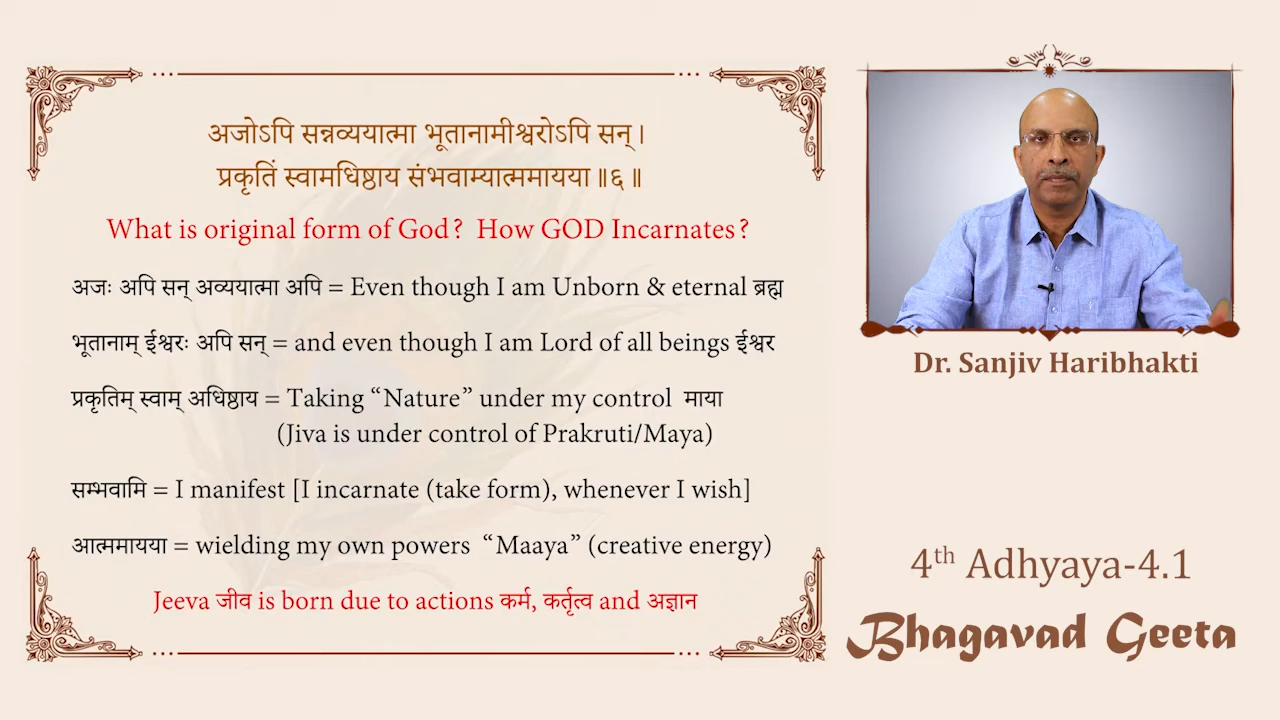 अजोऽपि सन्नव्ययात्मा भूतानामीश्वरोऽपि सन् ।
प्रकृतिं स्वामधिष्ठाय संभवाम्यात्ममायया ॥६॥
What is original form of God? How GOD Incarnates?
अजः अपि सन् अव्ययात्मा अपि = Even though I am Unborn & eternal ब्रह्म
भूतानाम् ईश्वरः अपि सन् = and even though I am Lord of all beings ईश्वर
प्रकृतिम् स्वाम् अधिष्ठाय = Taking “Nature” under my control माया
(Jiva is under control of Prakruti/Maya)
सम्भवामि = I manifest [I incarnate (take form), whenever I wish]
आत्ममायया = wielding my own powers “Maaya” (creative energy)
Jeeva जीव is born due to actions कर्म, कर्तृत्व and अज्ञान
Dr. Sanjiv Haribhakti
4th Adhyaya-4.1
Bhagavad Geeta